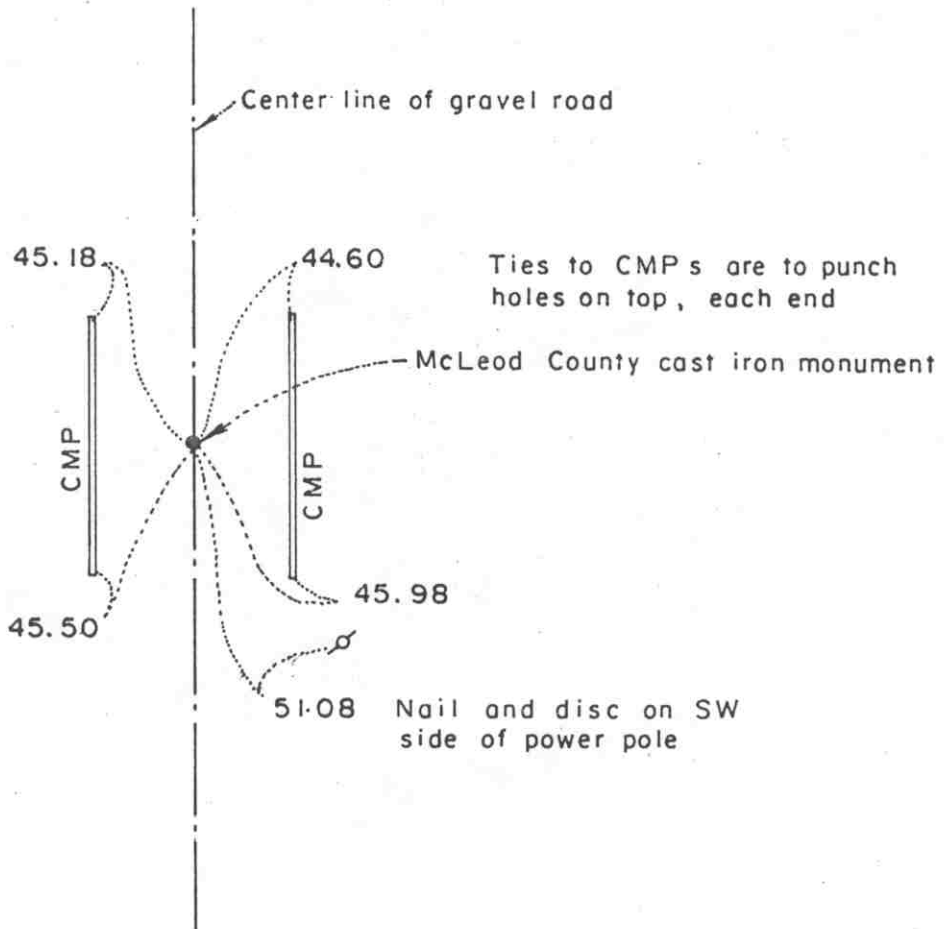 Center line of gravel road
45.18
44.60
Ties to CMPs are to punch
holes on top, each end
McLeod County cast iron monument
CMP
CMP
45.98
45.50
51.08 Nail and disc on SW
side of power pole